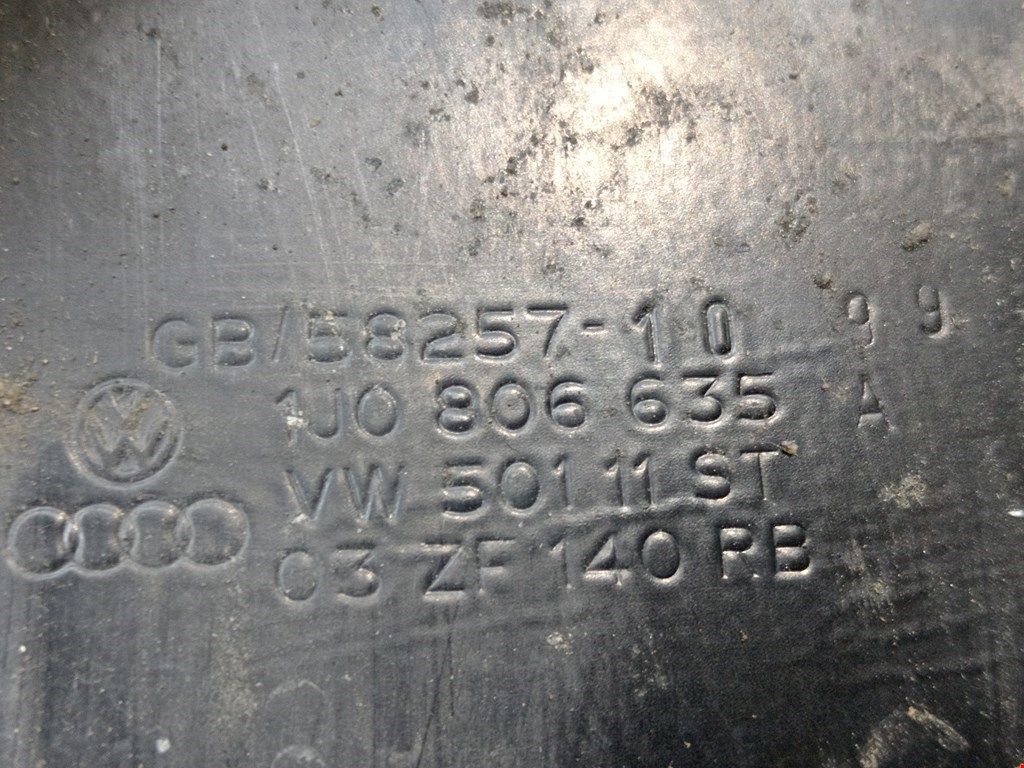 GB/58257-10 99
1J0 806 635 A
VW 501 11 ST
03 ZF 140 RB